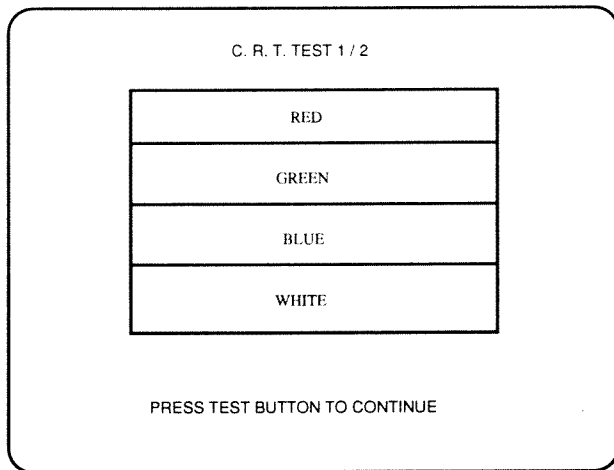 C. R. T. TEST 1 / 2
RED
GREEN
BLUE
WHITE
PRESS TEST BUTTON TO CONTINUE